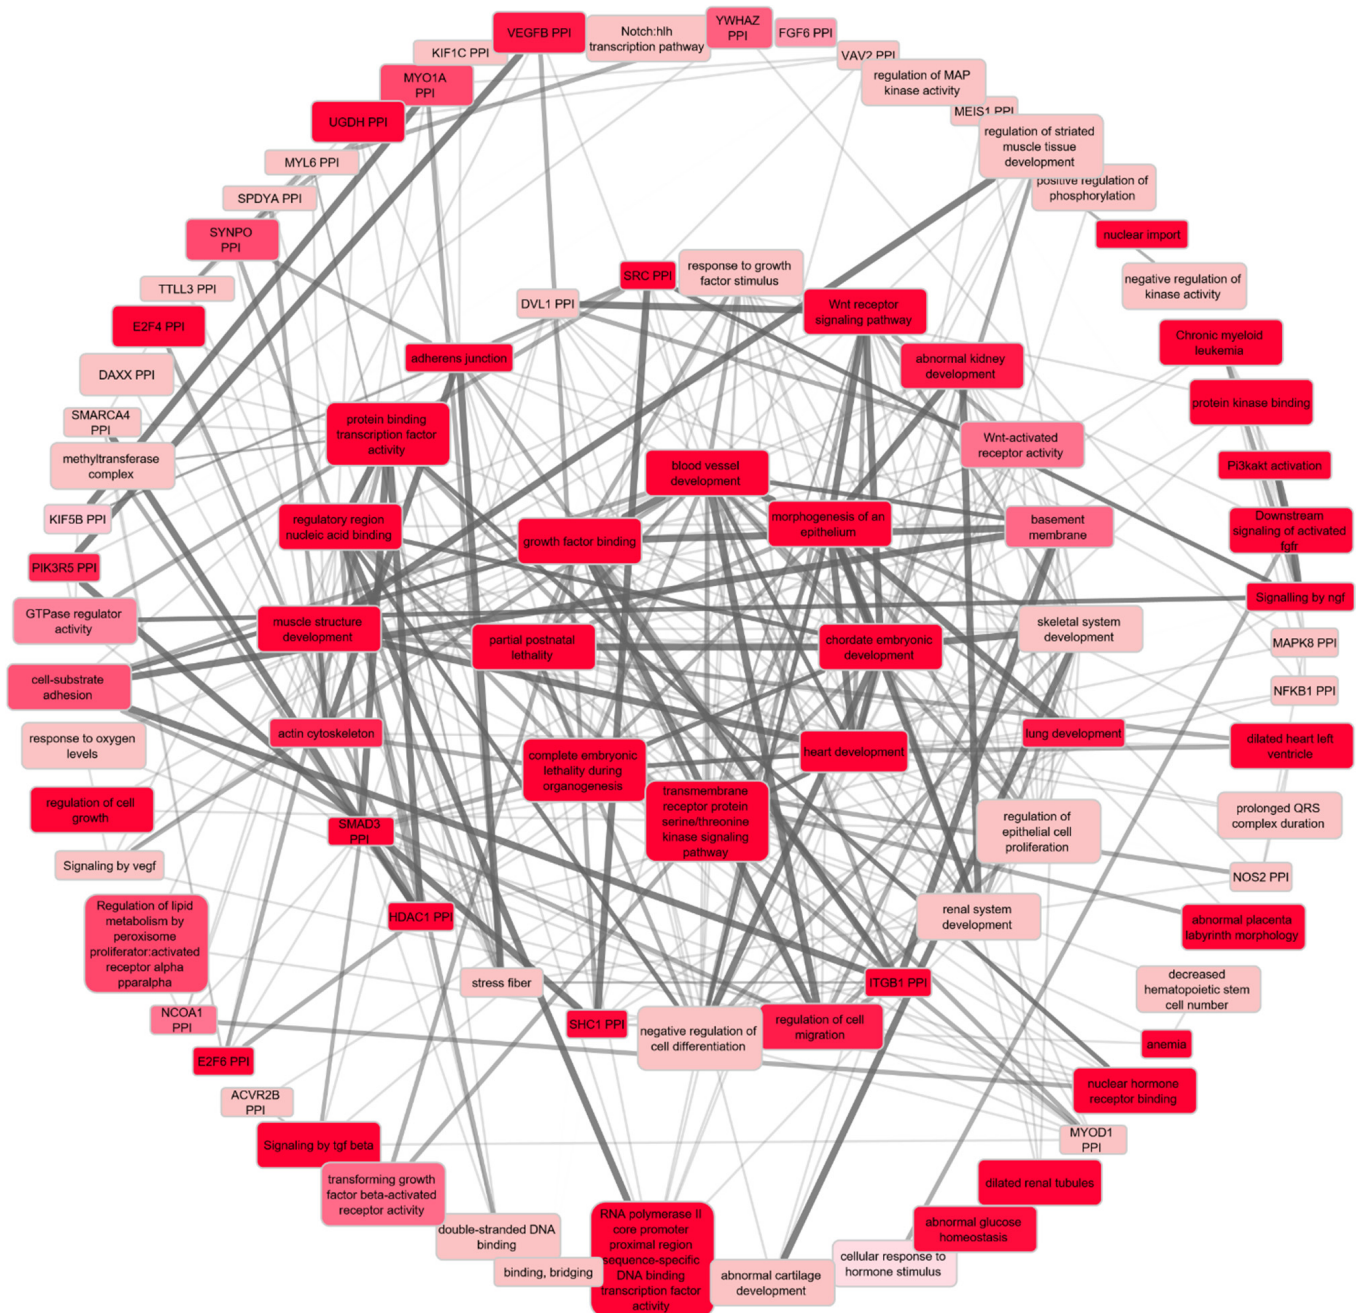 VEGFB PPI
Notch:hlh
transcription pathway
YWHAZ
PPI
FGF6 PPI
KIF1C PPI
VAV2 PPI
MYO1A
PPI
regulation of MAP
kinase activity
UGDH PPI
MEIS1 PPI
regulation of striated
muscle tissue
development
MYL6 PPI
positive regulation of
phosphorylation
SPDYA PPI
SYNPO
PPI
nuclear import
TTLL3 PPI
SRC PPI
response to growth
factor stimulus
negative regulation of
kinase activity
DVL1 PPI
Wnt receptor
signaling pathway
E2F4 PPI
Chronic myeloid
leukemia
adherens junction
abnormal kidney
development
DAXX PPI
protein kinase binding
SMARCA4
PPI
protein binding
transcription factor
activity
Wnt-activated
receptor activity
methyltransferase
complex
blood vessel
development
Pi3kakt activation
KIF5B PPI
regulatory region
nucleic acid binding
growth factor binding
morphogenesis of an
epithelium
basement
membrane
Downstream
signaling of activated
fgfr
PIK3R5 PPI
Signalling by ngf
GTPase regulator
activity
muscle structure
development
partial postnatal
lethality
chordate embryonic
development
skeletal system
development
MAPK8 PPI
cell-substrate
adhesion
NFKB1 PPI
response to oxygen
levels
actin cytoskeleton
complete embryonic
lethality during
organogenesis
heart development
lung development
dilated heart left
ventricle
regulation of cell
growth
SMAD3
PPI
transmembrane
receptor protein
serine/threonine
kinase signaling
pathway
regulation of
epithelial cell
proliferation
prolonged QRS
complex duration
Signaling by vegf
NOS2 PPI
Regulation of lipid
metabolism by
peroxisome
proliferator:activated
receptor alpha
pparalpha
HDAC1 PPI
renal system
development
abnormal placenta
labyrinth morphology
stress fiber
ITGB1 PPI
decreased
hematopoietic stem
cell number
NCOA1
PPI
SHC1 PPI
negative regulation of
cell differentiation
regulation of cell
migration
anemia
E2F6 PPI
nuclear hormone
receptor binding
ACVR2B
PPI
Signaling by tgf beta
MYOD1
PPI
transforming growth
factor beta-activated
receptor activity
dilated renal tubules
double-stranded DNA
binding
RNA polymerase II
core promoter
proximal region
sequence-specific
DNA binding
transcription factor
activity
abnormal glucose
homeostasis
binding, bridging
abnormal cartilage
development
cellular response to
hormone stimulus